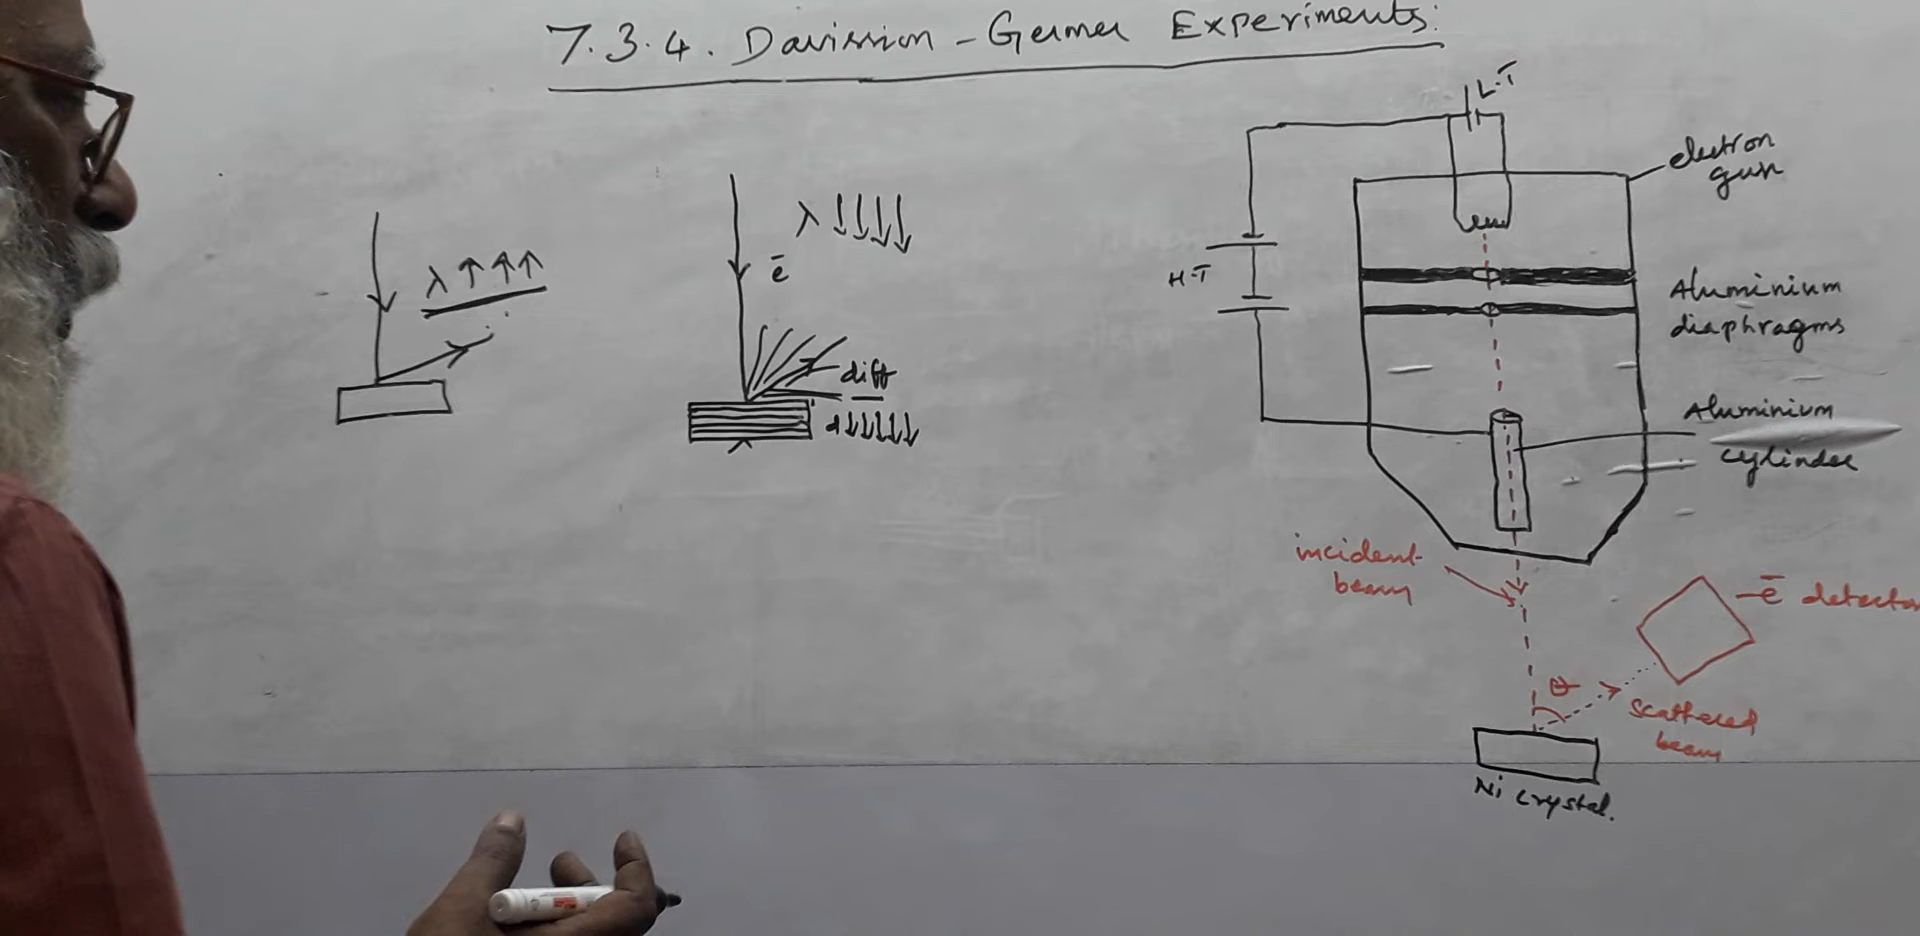 7.3.4. Davission - Germer Experiments:
λ ↑ ↑ ↑
λ ↓ ↓ ↓ ↓
ē
diff
d ↓ ↓ ↓ ↓ ↓
L.T
electron
gun
H.T
Aluminium
diaphragms
Aluminium
cylinder
incident
beam
ē detector
θ
Scattered
beam
Ni crystal.